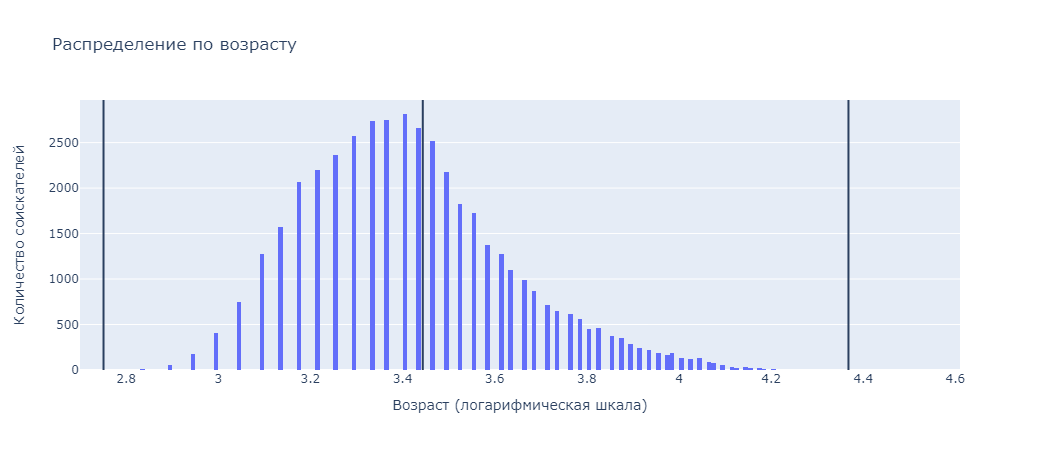 Распределение по возрасту
Количество соискателей
2500
2000
1500
1000
500
0
2.8 3 3.2 3.4 3.6 3.8 4 4.2 4.4 4.6
Возраст (логарифмическая шкала)